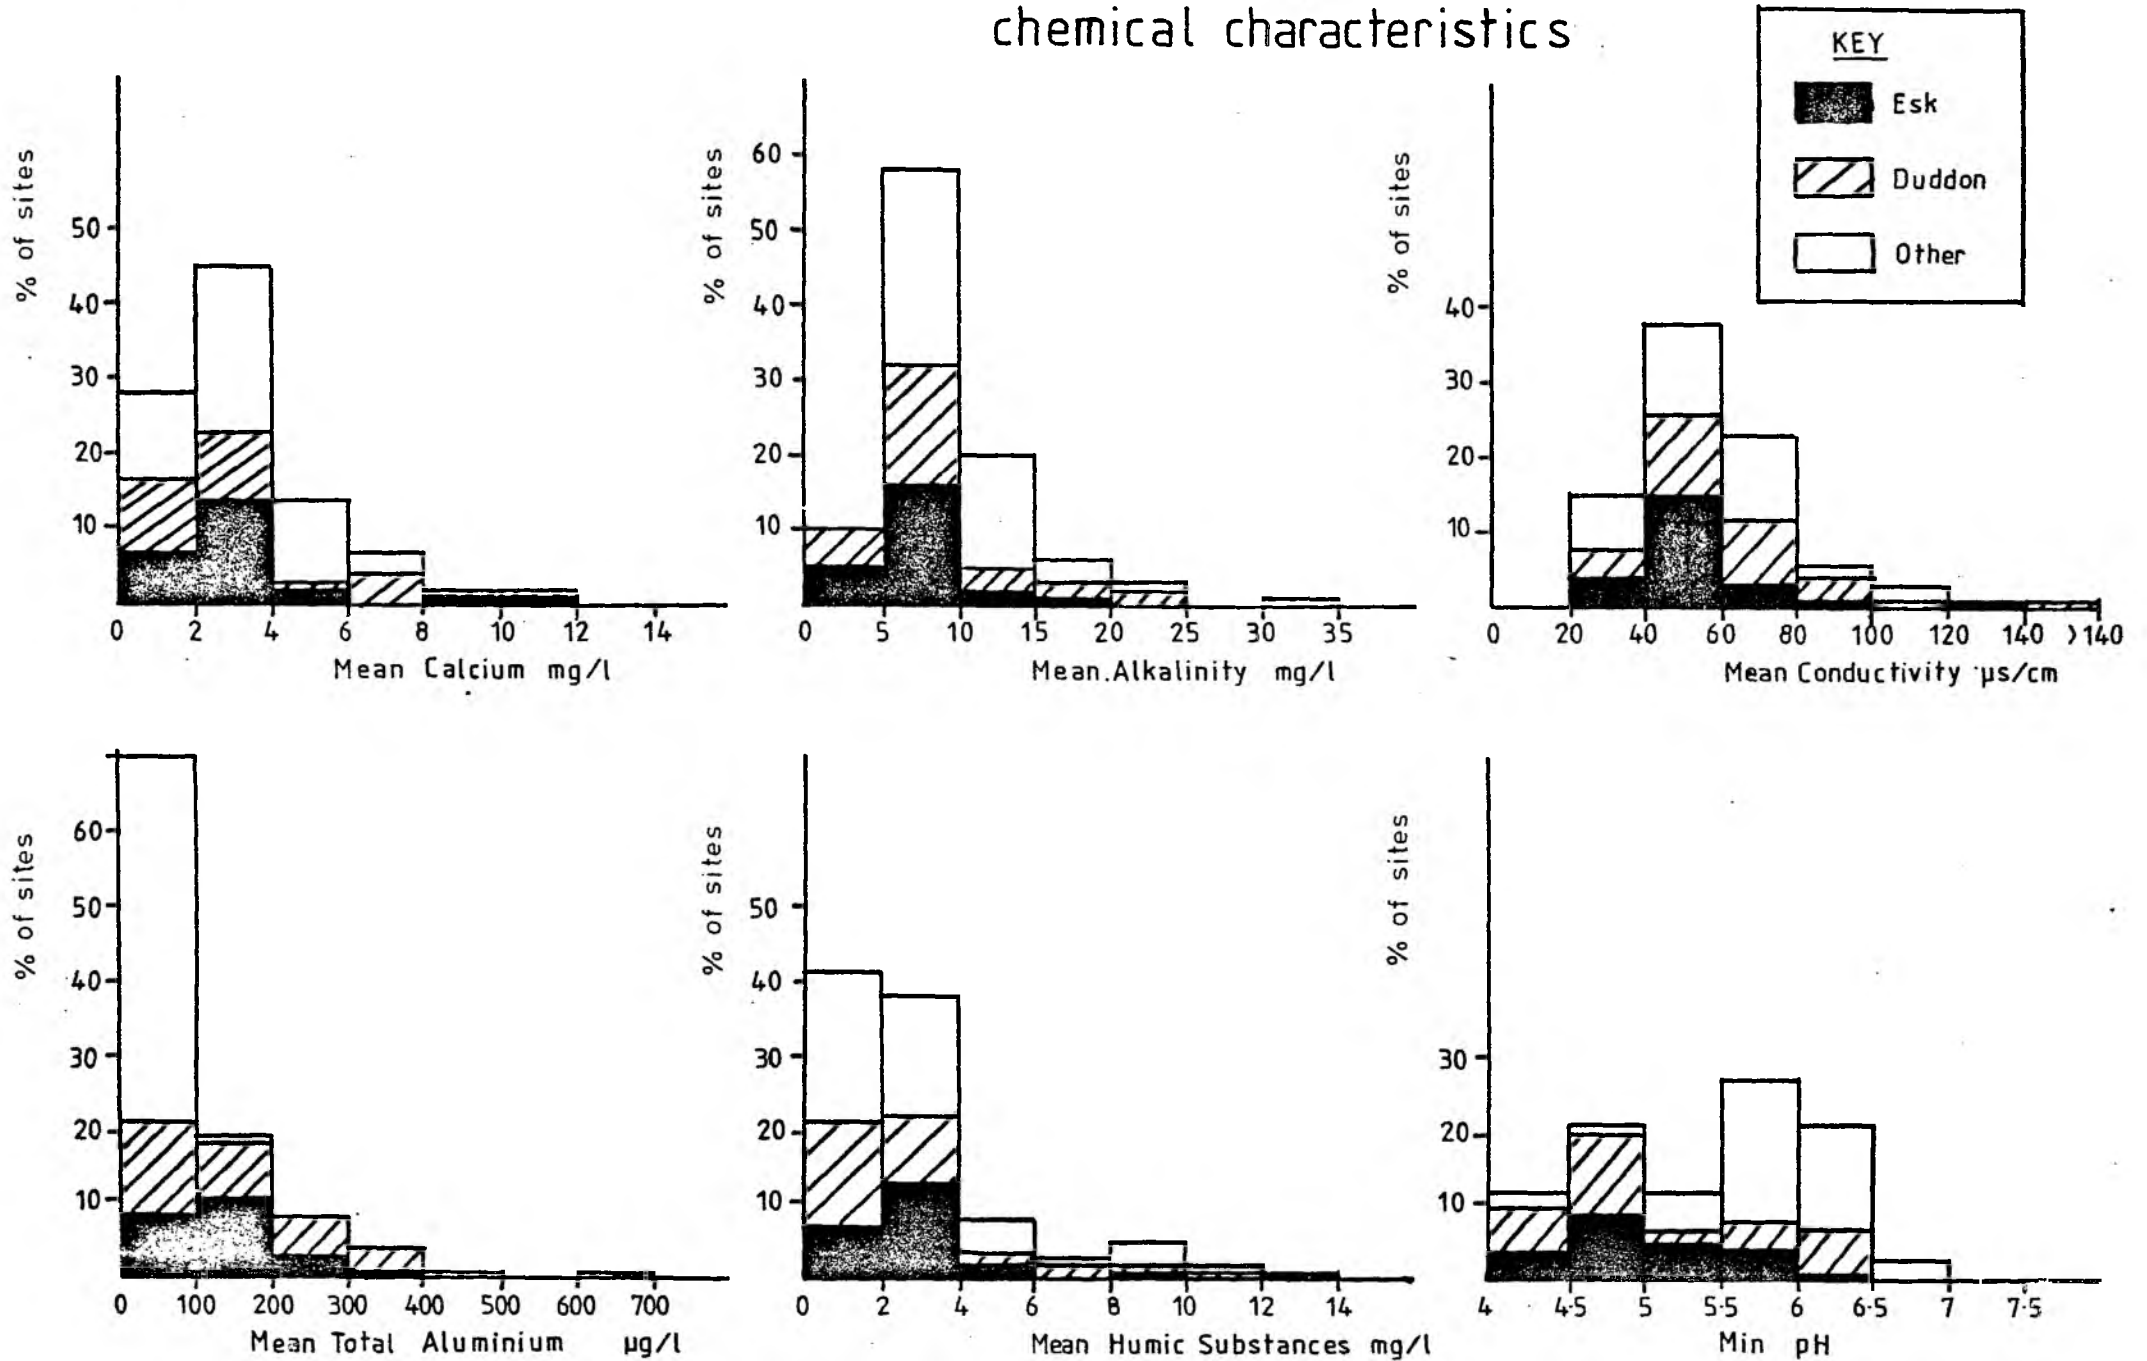 chemical characteristics
KEY
Esk
Duddon
Other
% of sites
50
40
30
20
10
0 2 4 6 8 10 12 14
Mean Calcium mg/l
% of sites
60
50
40
30
20
10
0 5 10 15 20 25 30 35
Mean.Alkalinity mg/l
% of sites
40
30
20
10
0 20 40 60 80 100 120 140 >140
Mean Conductivity µs/cm
% of sites
60
50
40
30
20
10
0 100 200 300 400 500 600 700
Mean Total Aluminium µg/l
% of sites
50
40
30
20
10
0 2 4 6 8 10 12 14
Mean Humic Substances mg/l
% of sites
30
20
10
4 4·5 5 5·5 6 6·5 7 7·5
Min pH